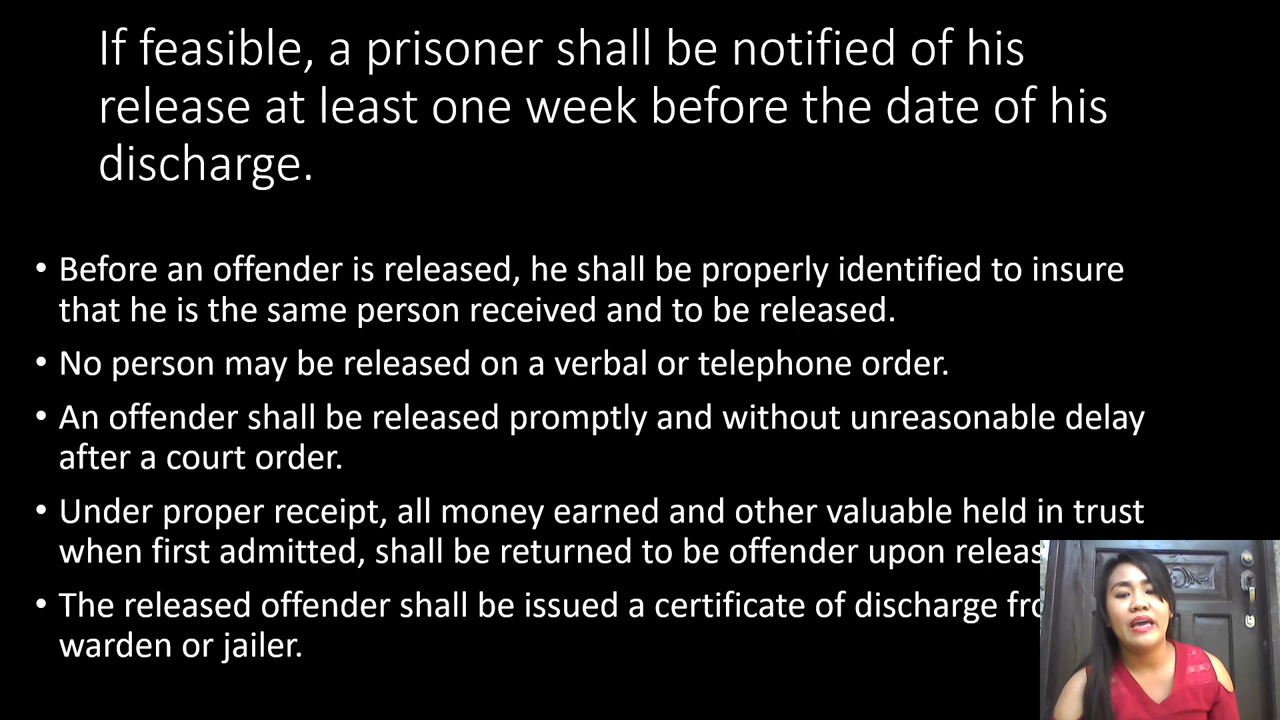 If feasible, a prisoner shall be notified of his
release at least one week before the date of his
discharge.
• Before an offender is released, he shall be properly identified to insure
that he is the same person received and to be released.
• No person may be released on a verbal or telephone order.
• An offender shall be released promptly and without unreasonable delay
after a court order.
• Under proper receipt, all money earned and other valuable held in trust
when first admitted, shall be returned to be offender upon
• The released offender shall be issued a certificate of discharge
warden or jailer.